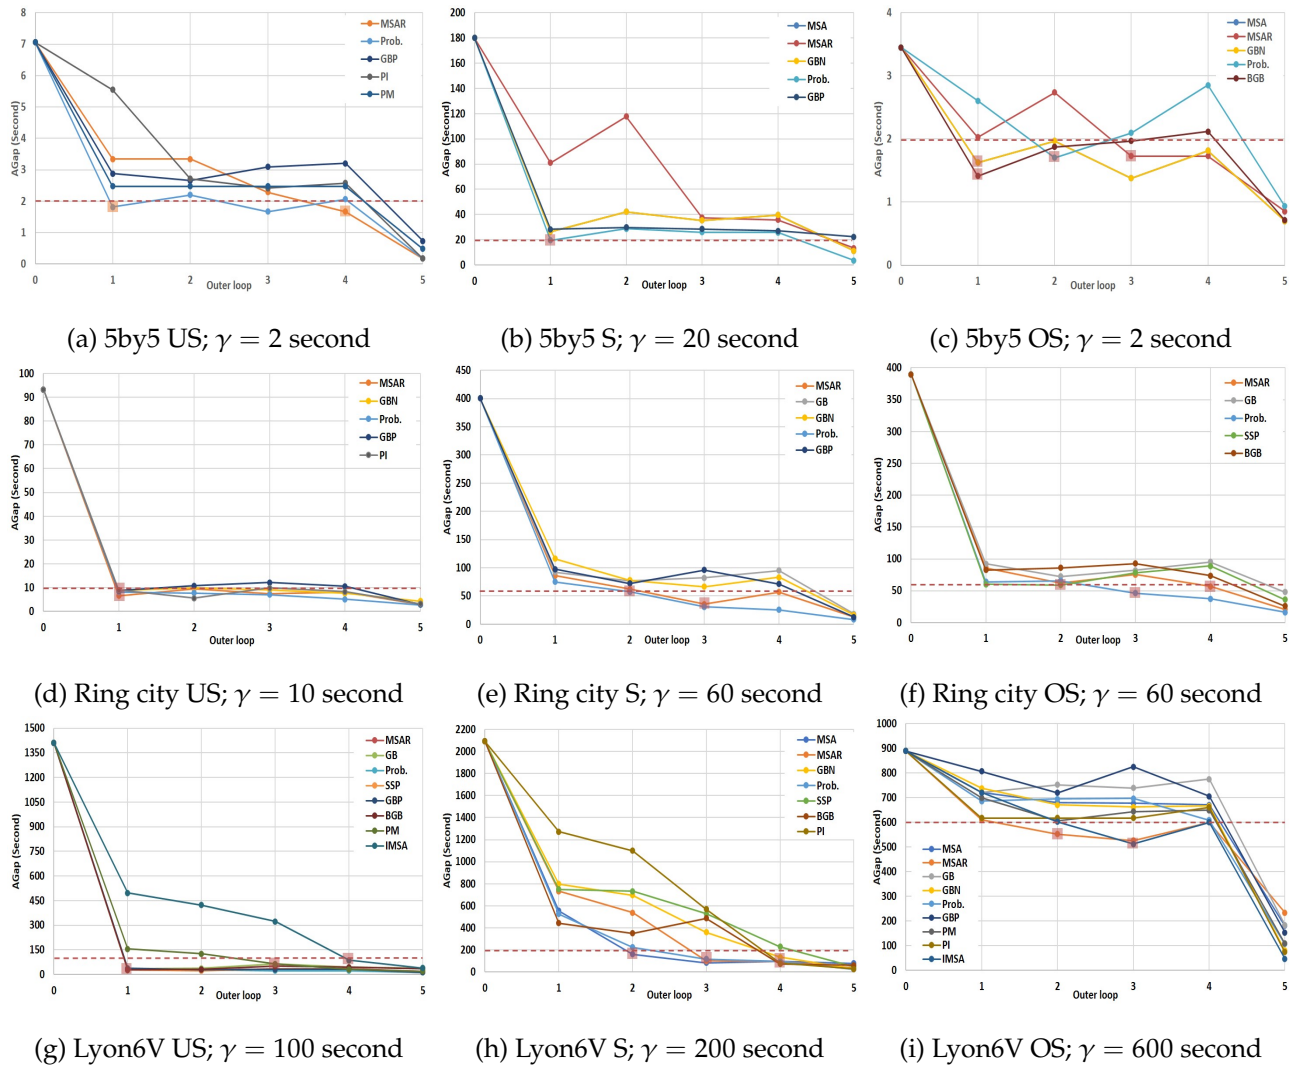 8
7
6
5
4
3
2
1
0
AGap (Second)
MSAR
Prob.
GBP
PI
PM
0 1 2 3 4 5
Outer loop
(a) 5by5 US; γ = 2 second
200
180
160
140
120
100
80
60
40
20
0
AGap (Second)
MSA
MSAR
GBN
Prob.
GBP
0 1 2 3 4 5
Outer loop
(b) 5by5 S; γ = 20 second
4
3
2
1
0
AGap (Second)
MSA
MSAR
GBN
Prob.
BGB
0 1 2 3 4 5
Outer loop
(c) 5by5 OS; γ = 2 second
100
90
80
70
60
50
40
30
20
10
0
AGap (Second)
MSAR
GBN
Prob.
GBP
PI
0 1 2 3 4 5
Outer loop
(d) Ring city US; γ = 10 second
450
400
350
300
250
200
150
100
50
0
AGap (Second)
MSAR
GB
GBN
Prob.
GBP
0 1 2 3 4 5
Outer loop
(e) Ring city S; γ = 60 second
400
350
300
250
200
150
100
50
0
AGap (Second)
MSAR
GB
Prob.
SSP
BGB
0 1 2 3 4 5
Outer loop
(f) Ring city OS; γ = 60 second
1500
1350
1200
1050
900
750
600
450
300
150
0
AGap (Second)
MSAR
GB
Prob.
SSP
GBP
BGB
PM
IMSA
0 1 2 3 4 5
Outer loop
(g) Lyon6V US; γ = 100 second
2200
2000
1800
1600
1400
1200
1000
800
600
400
200
0
AGap (Second)
MSA
MSAR
GBN
Prob.
SSP
BGB
PI
0 1 2 3 4 5
Outer loop
(h) Lyon6V S; γ = 200 second
1000
900
800
700
600
500
400
300
200
100
0
AGap (Second)
MSA
MSAR
GB
GBN
Prob.
GBP
PM
PI
IMSA
0 1 2 3 4 5
Outer loop
(i) Lyon6V OS; γ = 600 second